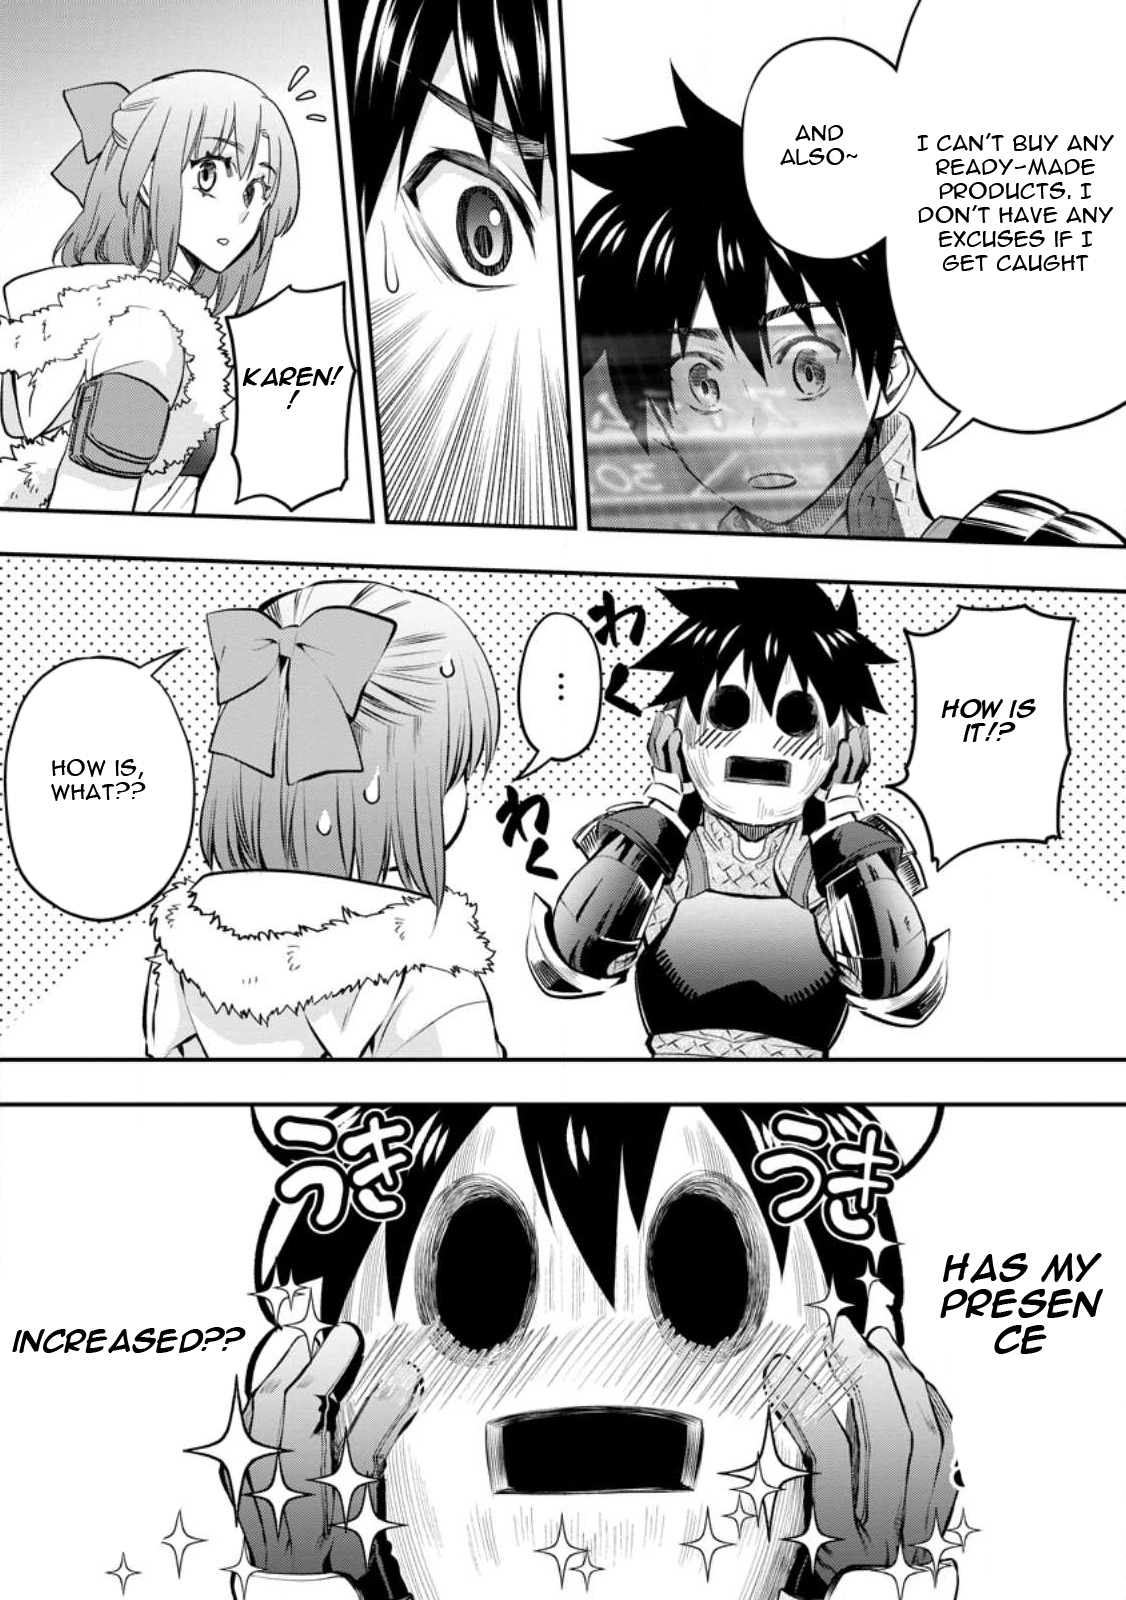 I CAN'T BUY ANY
READY-MADE
PRODUCTS. I
DON'T HAVE ANY
EXCUSES IF I
GET CAUGHT
AND
ALSO~
KAREN!
!
HOW IS
IT!?
わく
わく
...
HOW IS,
WHAT??
うき
うき
HAS MY
PRESEN
CE
INCREASED??